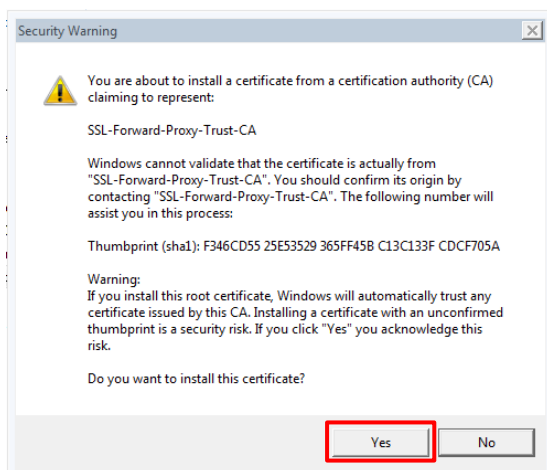 Security Warning
You are about to install a certificate from a certification authority (CA)
claiming to represent:
SSL-Forward-Proxy-Trust-CA
Windows cannot validate that the certificate is actually from
"SSL-Forward-Proxy-Trust-CA". You should confirm its origin by
contacting "SSL-Forward-Proxy-Trust-CA". The following number will
assist you in this process:
Thumbprint (sha1): F346CD55 25E53529 365FF45B C13C133F CDCF705A
Warning:
If you install this root certificate, Windows will automatically trust any
certificate issued by this CA. Installing a certificate with an unconfirmed
thumbprint is a security risk. If you click "Yes" you acknowledge this
risk.
Do you want to install this certificate?
Yes No